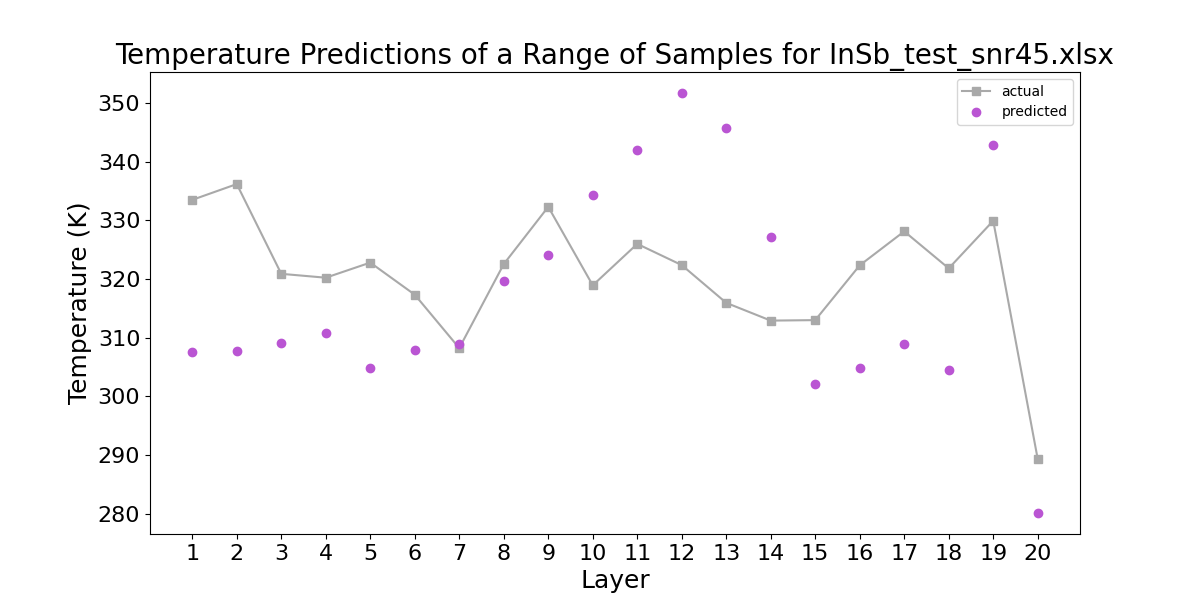 Temperature Predictions of a Range of Samples for InSb_test_snr45.xlsx
actual
predicted
Temperature (K)
350
340
330
320
310
300
290
280
1 2 3 4 5 6 7 8 9 10 11 12 13 14 15 16 17 18 19 20
Layer